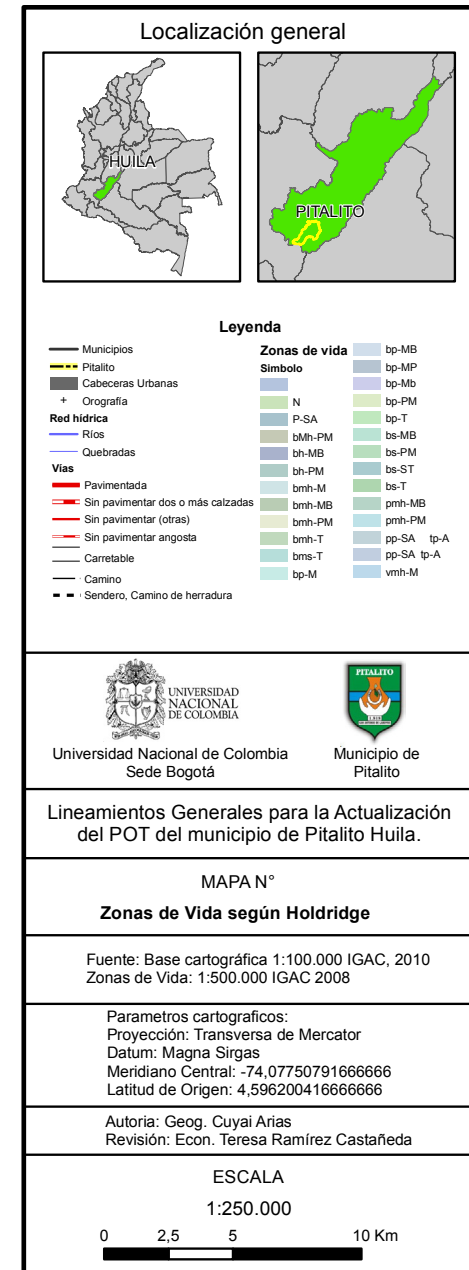 Localización general
HUILA
PITALITO
Leyenda
Municipios
Pitalito
Cabeceras Urbanas
Orografía
Red hídrica
Ríos
Quebradas
Vías
Pavimentada
Sin pavimentar dos o más calzadas
Sin pavimentar (otras)
Sin pavimentar angosta
Carretable
Camino
Sendero, Camino de herradura
Zonas de vida
Simbolo
N
P-SA
bMh-PM
bh-MB
bh-PM
bmh-M
bmh-MB
bmh-PM
bmh-T
bms-T
bp-M
bp-MB
bp-MP
bp-Mb
bp-PM
bp-T
bs-MB
bs-PM
bs-ST
bs-T
pmh-MB
pmh-PM
pp-SA tp-A
pp-SA tp-A
vmh-M
UNIVERSIDAD
NACIONAL
DE COLOMBIA
Universidad Nacional de Colombia
Sede Bogotá
PITALITO
Municipio de
Pitalito
Lineamientos Generales para la Actualización
del POT del municipio de Pitalito Huila.
MAPA N°
Zonas de Vida según Holdridge
Fuente: Base cartográfica 1:100.000 IGAC, 2010
Zonas de Vida: 1:500.000 IGAC 2008
Parametros cartograficos:
Proyección: Transversa de Mercator
Datum: Magna Sirgas
Meridiano Central: -74,07750791666666
Latitud de Origen: 4,596200416666666
Autoria: Geog. Cuyai Arias
Revisión: Econ. Teresa Ramírez Castañeda
ESCALA
1:250.000
0 2,5 5 10 Km